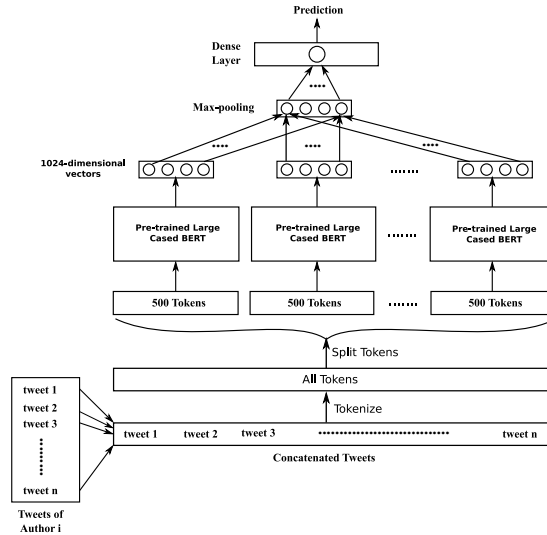 Prediction
Dense
Layer
Max-pooling
1024-dimensional
vectors
Pre-trained Large
Cased BERT
Pre-trained Large
Cased BERT
Pre-trained Large
Cased BERT
500 Tokens
500 Tokens
500 Tokens
Split Tokens
All Tokens
Tokenize
tweet 1
tweet 2
tweet 3
tweet n
Tweets of
Author i
tweet 1 tweet 2 tweet 3 tweet n
Concatenated Tweets